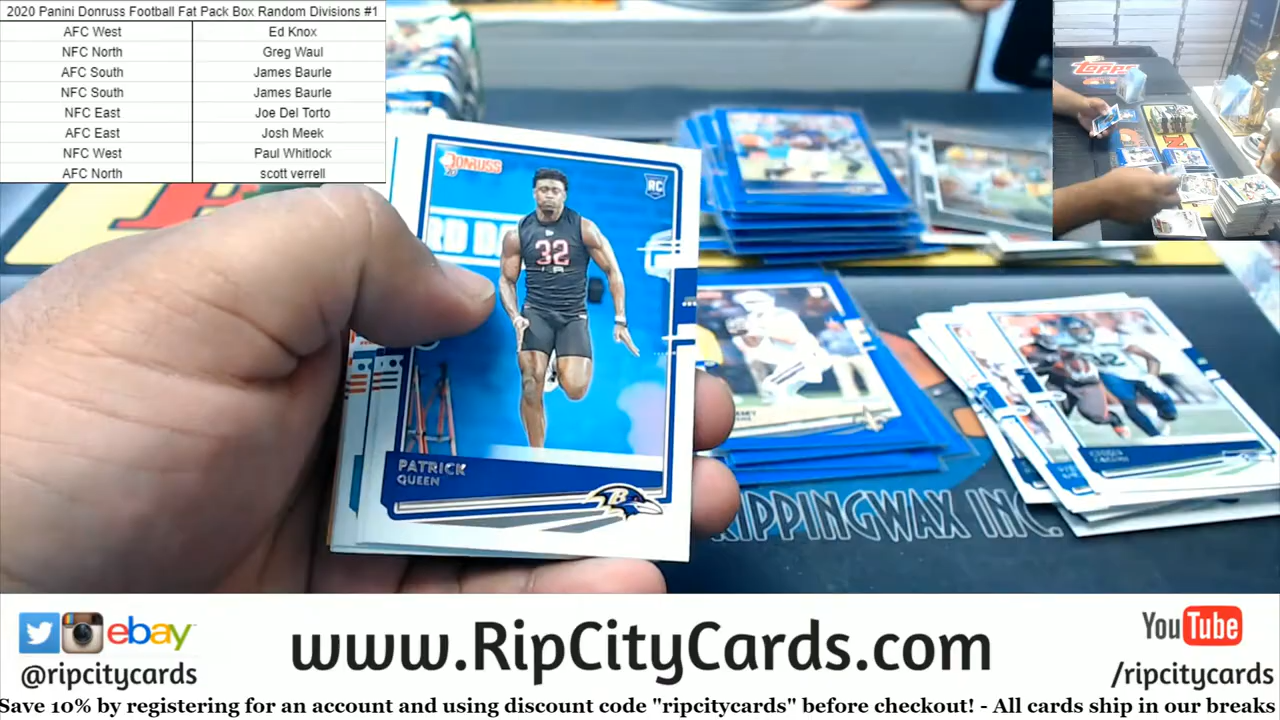 2020 Panini Donruss Football Fat Pack Box Random Divisions #1
AFC West Ed Knox
NFC North Greg Waul
AFC South James Baurle
NFC South James Baurle
NFC East Joe Del Torto
AFC East Josh Meek
NFC West Paul Whitlock
AFC North scott verrell
Topps
DONRUSS
RC
32
PATRICK
QUEEN
B
RIPPINGWAX INC.
ebay
@ripcitycards
www.RipCityCards.com
YouTube
/ripcitycards
Save 10% by registering for an account and using discount code "ripcitycards" before checkout! - All cards ship in our breaks